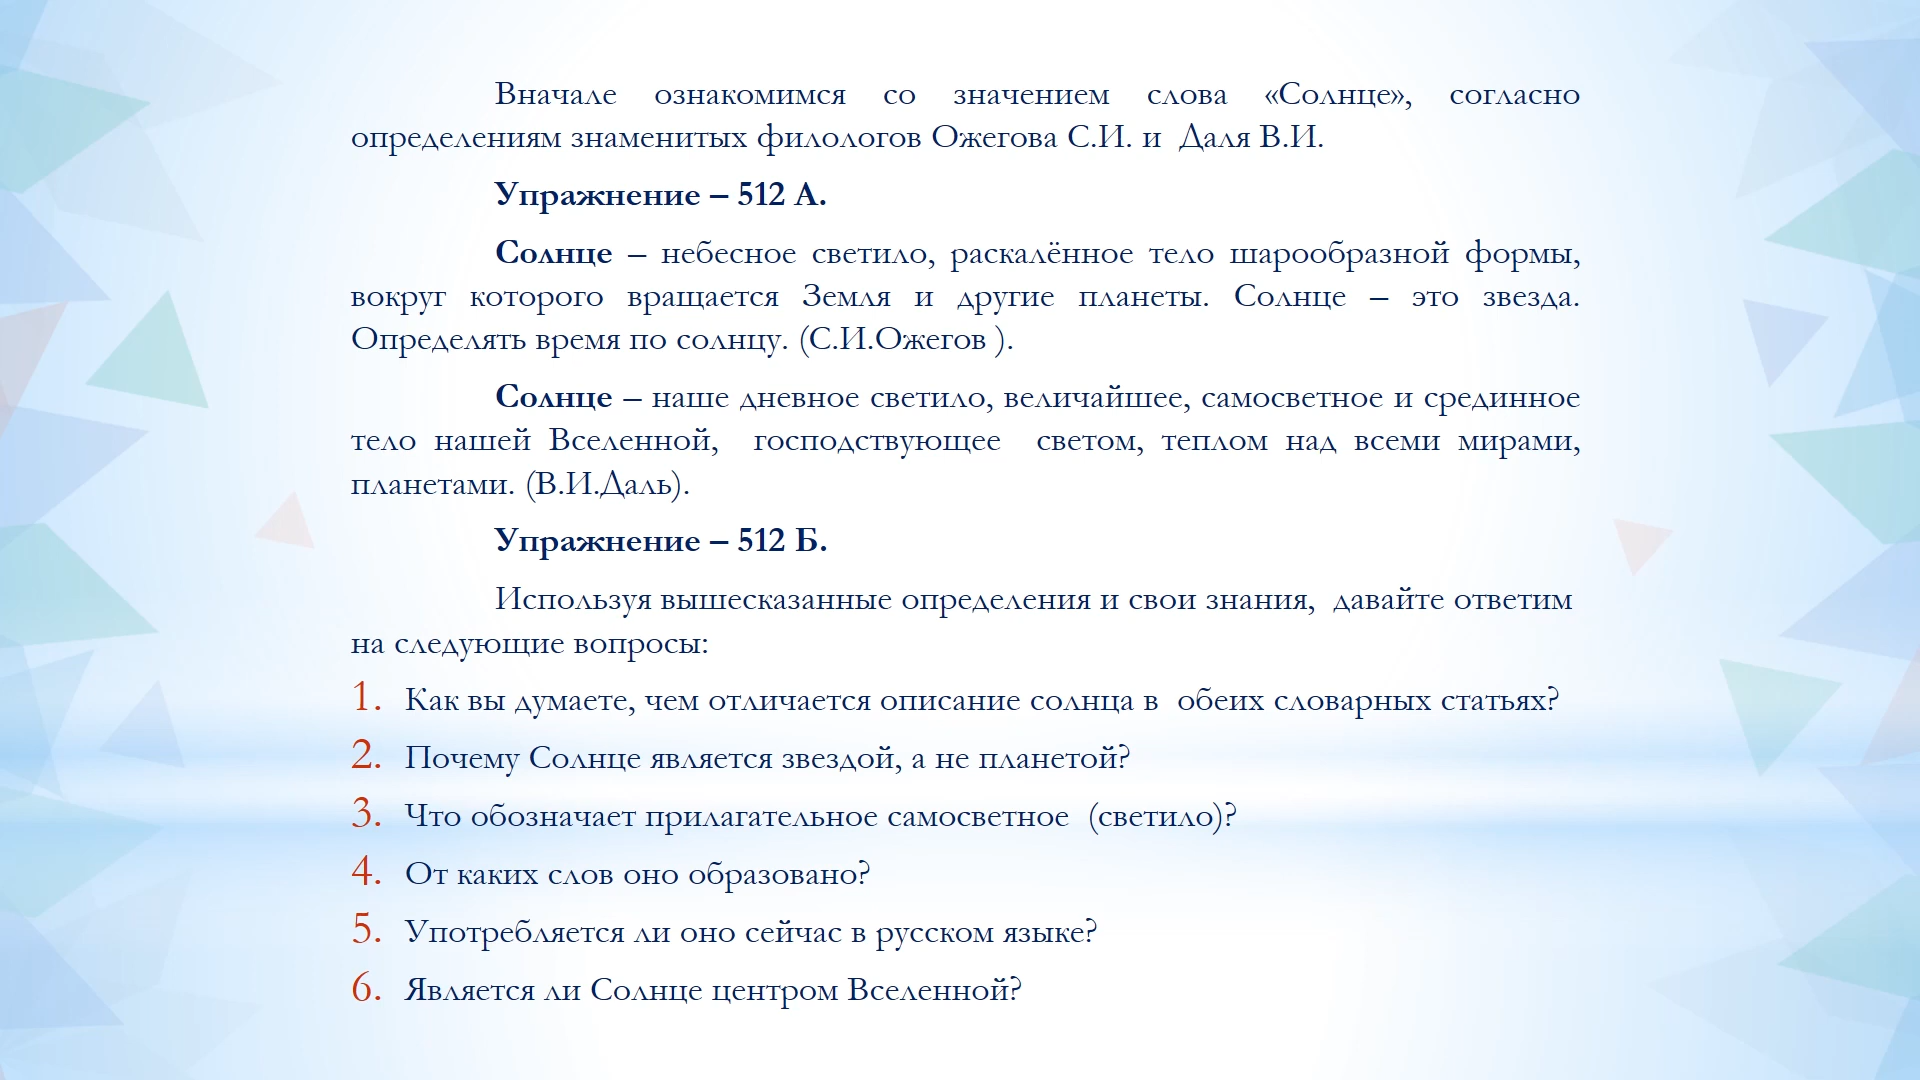 Вначале ознакомимся со значением слова «Солнце», согласно
определениям знаменитых филологов Ожегова С.И. и Даля В.И.
Упражнение – 512 А.
Солнце – небесное светило, раскалённое тело шарообразной формы,
вокруг которого вращается Земля и другие планеты. Солнце – это звезда.
Определять время по солнцу. (С.И.Ожегов ).
Солнце – наше дневное светило, величайшее, самосветное и срединное
тело нашей Вселенной, господствующее светом, теплом над всеми мирами,
планетами. (В.И.Даль).
Упражнение – 512 Б.
Используя вышесказанные определения и свои знания, давайте ответим
на следующие вопросы:
1. Как вы думаете, чем отличается описание солнца в обеих словарных статьях?
2. Почему Солнце является звездой, а не планетой?
3. Что обозначает прилагательное самосветное (светило)?
4. От каких слов оно образовано?
5. Употребляется ли оно сейчас в русском языке?
6. Является ли Солнце центром Вселенной?